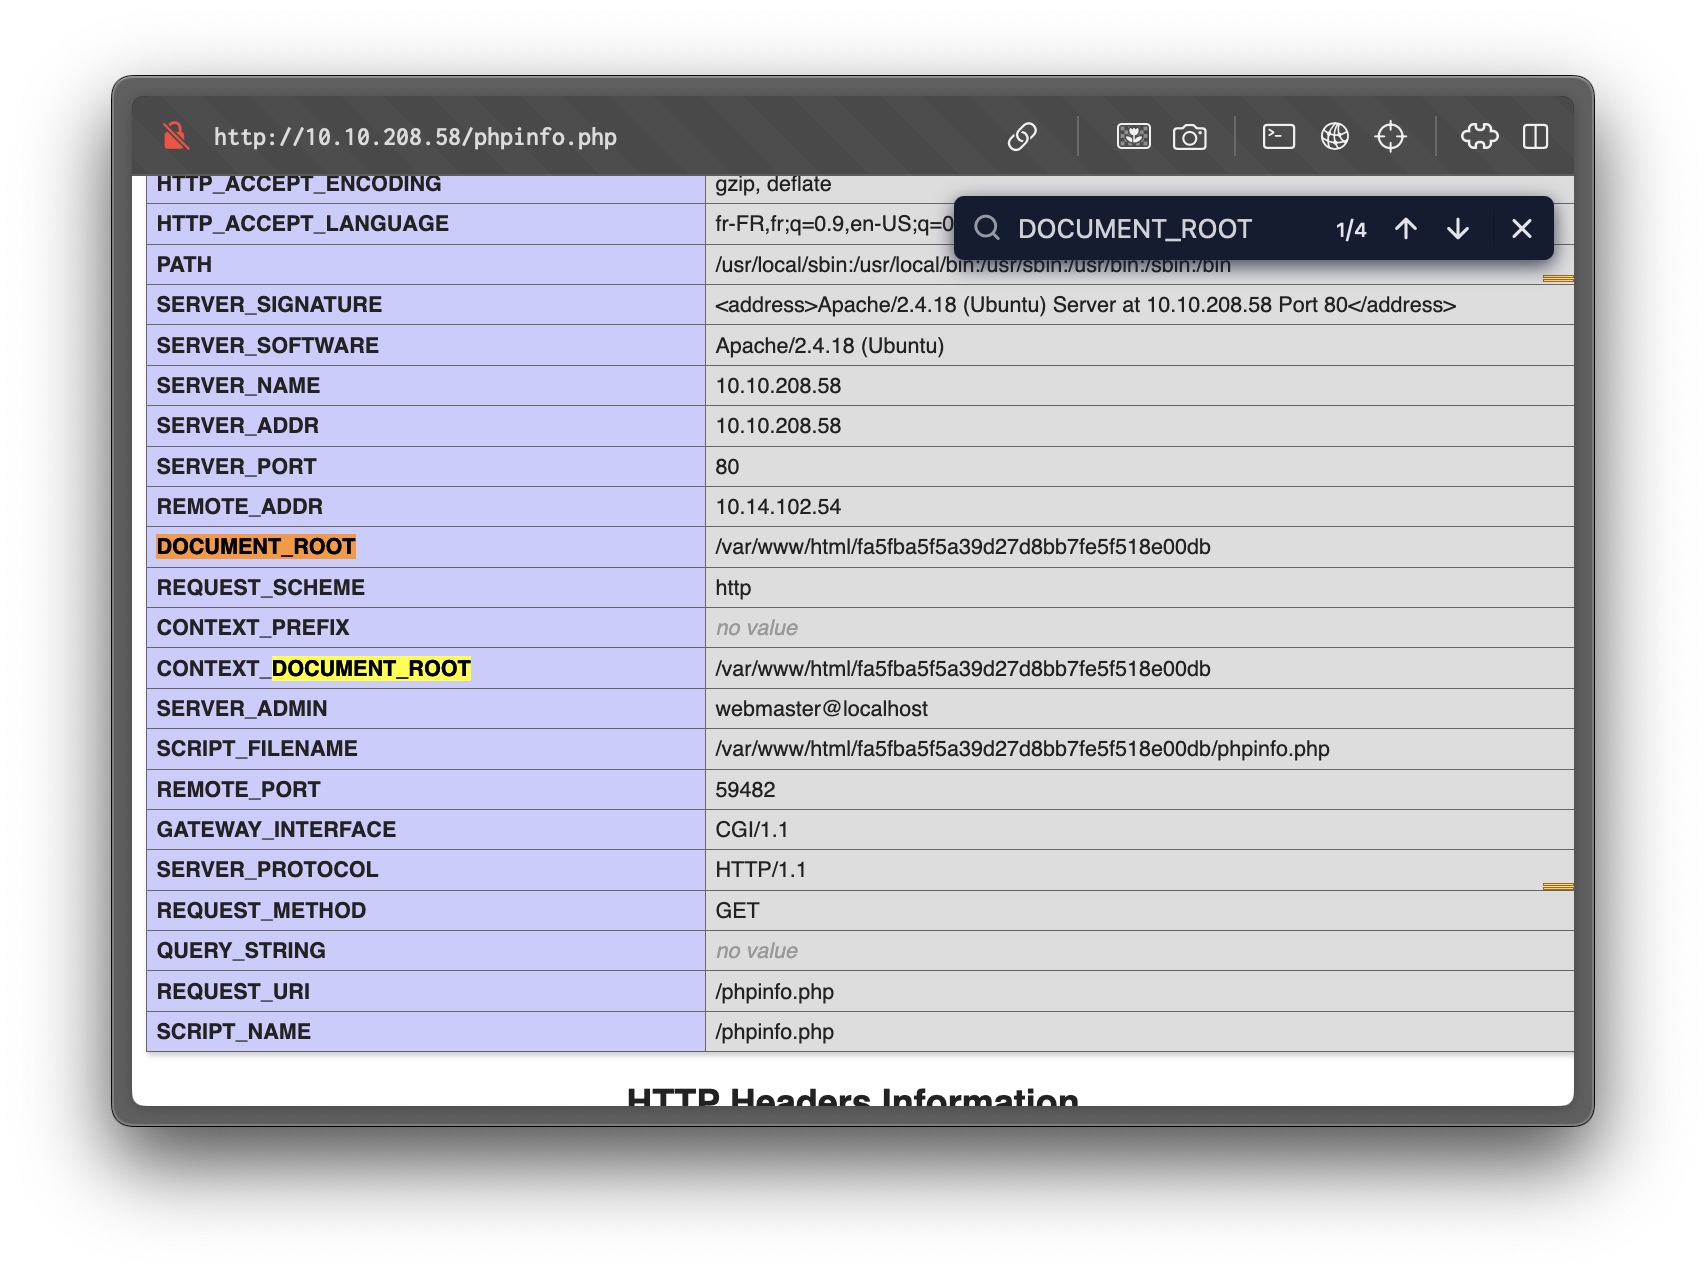 http://10.10.208.58/phpinfo.php
HTTP_ACCEPT_ENCODING gzip, deflate
HTTP_ACCEPT_LANGUAGE fr-FR,fr;q=0.9,en-US;q=0
DOCUMENT_ROOT 1/4
PATH /usr/local/sbin:/usr/local/bin:/usr/sbin:/usr/bin:/sbin:/bin
SERVER_SIGNATURE <address>Apache/2.4.18 (Ubuntu) Server at 10.10.208.58 Port 80</address>
SERVER_SOFTWARE Apache/2.4.18 (Ubuntu)
SERVER_NAME 10.10.208.58
SERVER_ADDR 10.10.208.58
SERVER_PORT 80
REMOTE_ADDR 10.14.102.54
DOCUMENT_ROOT /var/www/html/fa5fba5f5a39d27d8bb7fe5f518e00db
REQUEST_SCHEME http
CONTEXT_PREFIX no value
CONTEXT_DOCUMENT_ROOT /var/www/html/fa5fba5f5a39d27d8bb7fe5f518e00db
SERVER_ADMIN webmaster@localhost
SCRIPT_FILENAME /var/www/html/fa5fba5f5a39d27d8bb7fe5f518e00db/phpinfo.php
REMOTE_PORT 59482
GATEWAY_INTERFACE CGI/1.1
SERVER_PROTOCOL HTTP/1.1
REQUEST_METHOD GET
QUERY_STRING no value
REQUEST_URI /phpinfo.php
SCRIPT_NAME /phpinfo.php
HTTP Headers Information